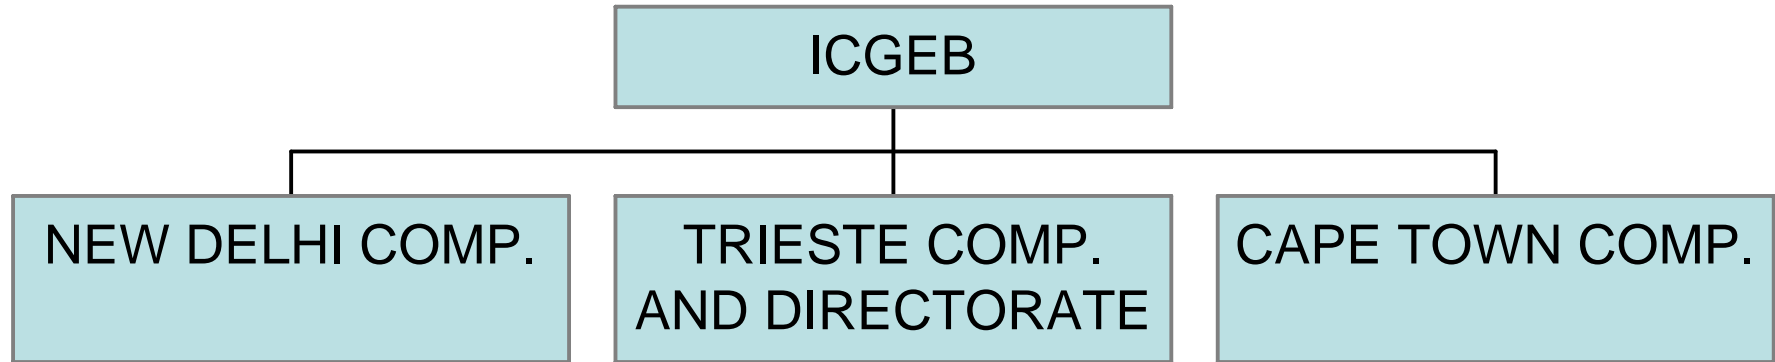 ICGEB
NEW DELHI COMP.
TRIESTE COMP.
AND DIRECTORATE
CAPE TOWN COMP.